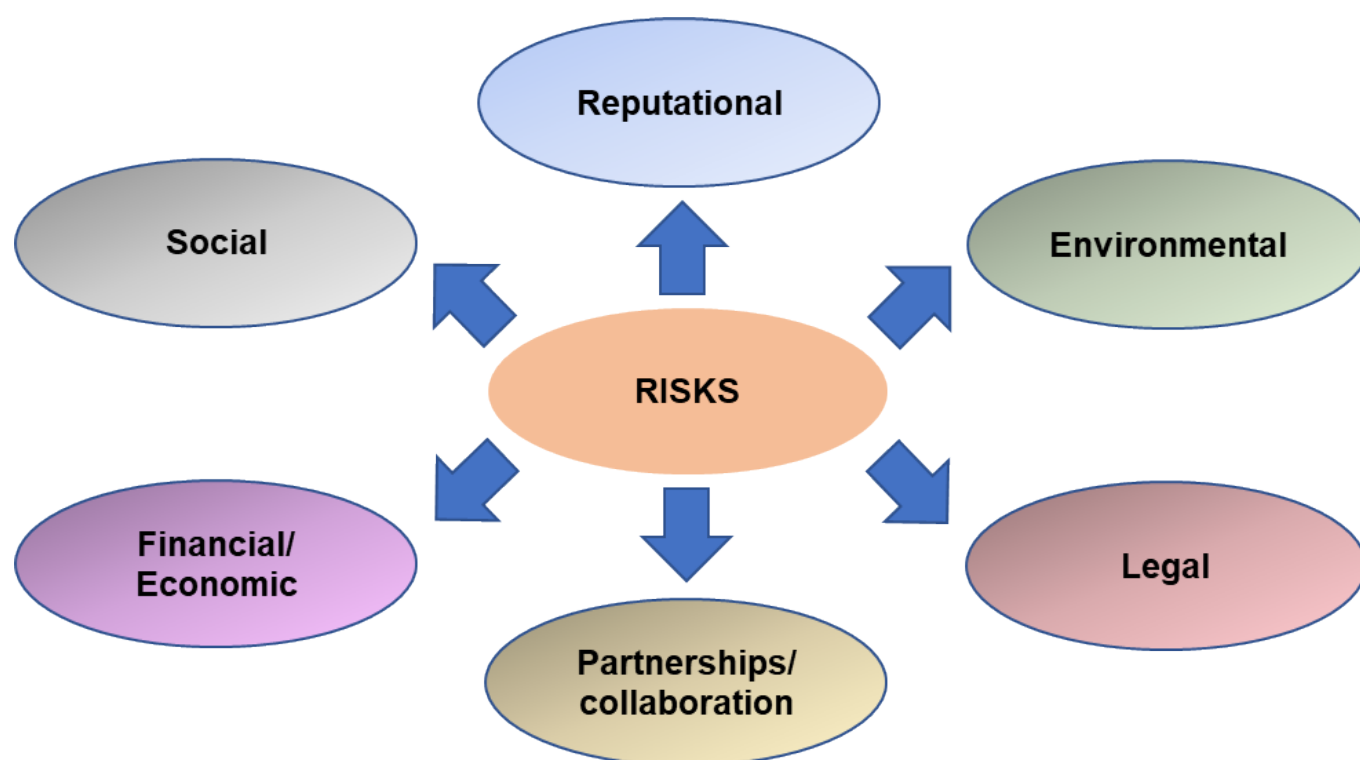 Reputational
Social
Environmental
RISKS
Financial/
Economic
Legal
Partnerships/
collaboration